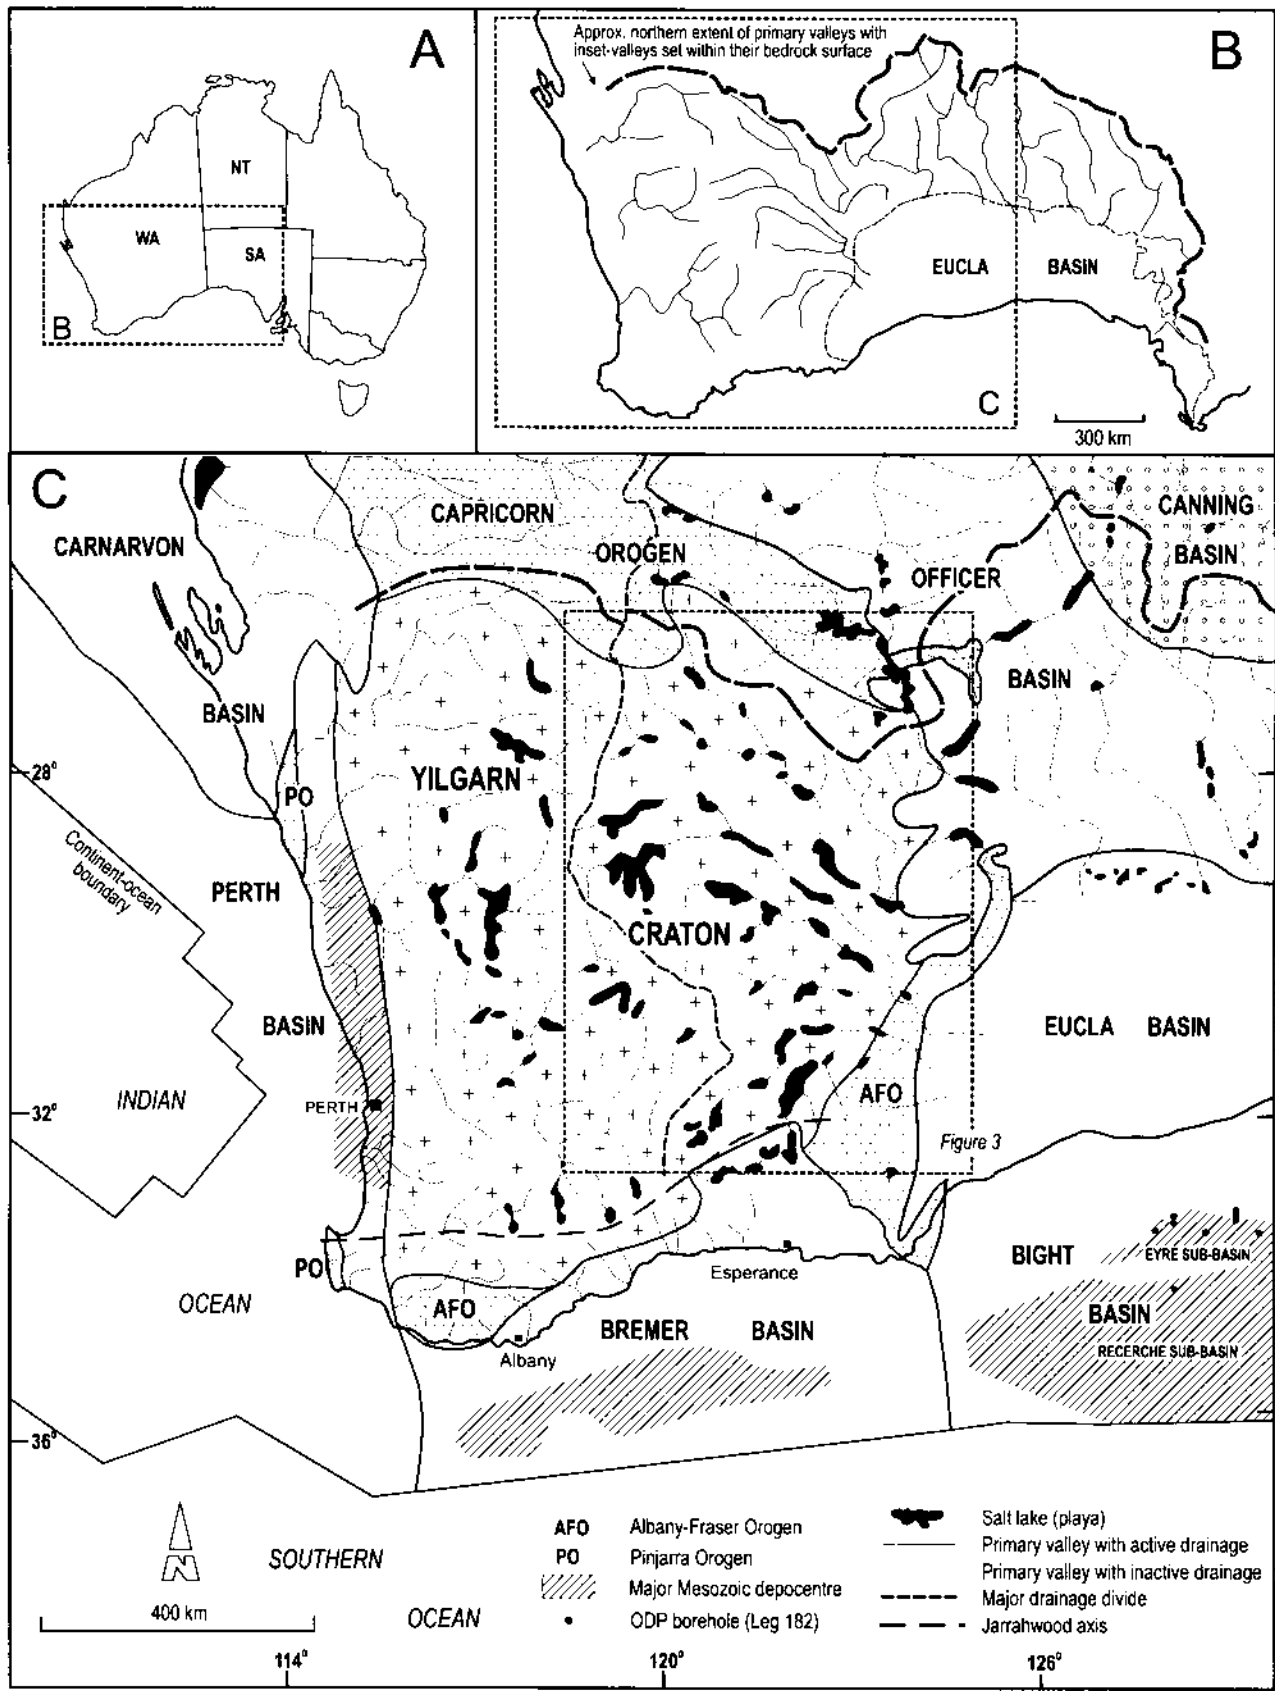 A
NT
WA
SA
B
Approx. northern extent of primary valleys with
inset-valleys set within their bedrock surface
B
EUCLA BASIN
C
300 km
C
CAPRICORN
OROGEN
CARNARVON
BASIN
CANNING
BASIN
OFFICER
BASIN
28°
YILGARN
CRATON
PO
Continent-ocean
boundary
PERTH
BASIN
EUCLA BASIN
INDIAN
OCEAN
32°
PERTH
AFO
Figure 3
PO
AFO
Albany
Esperance
BREMER BASIN
BIGHT
BASIN
EYRE SUB-BASIN
RECERCHE SUB-BASIN
36°
N
SOUTHERN
OCEAN
400 km
AFO Albany-Fraser Orogen
PO Pinjarra Orogen
Major Mesozoic depocentre
ODP borehole (Leg 182)
Salt lake (playa)
Primary valley with active drainage
Primary valley with inactive drainage
Major drainage divide
Jarrahwood axis
114° 120° 126°